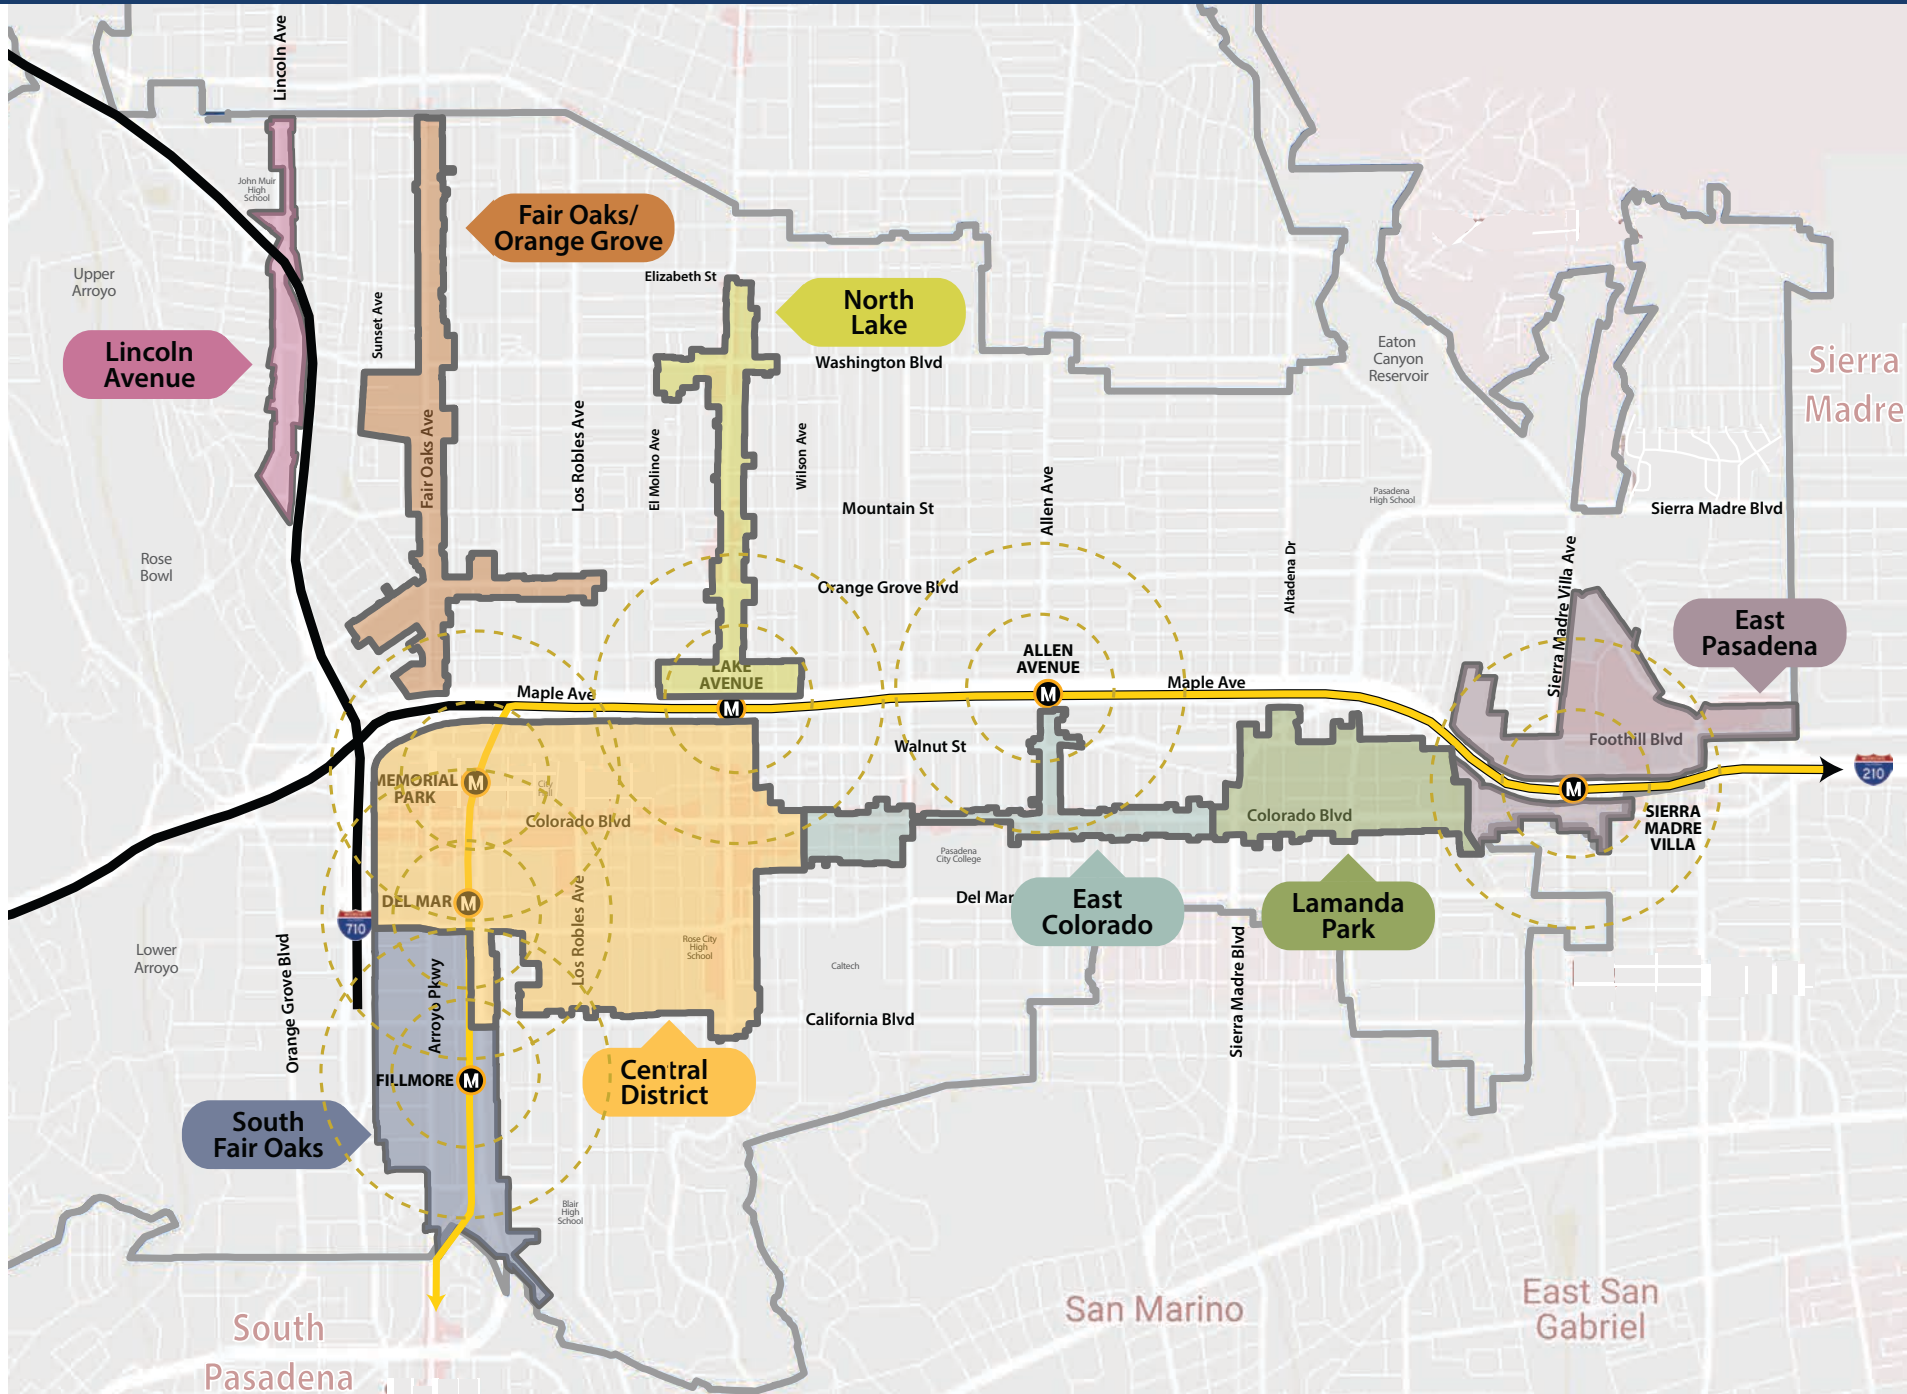 Lincoln Ave
John Muir
High
School
Fair Oaks/
Orange Grove
Upper
Arroyo
Elizabeth St
North
Lake
Sunset Ave
Lincoln
Avenue
Washington Blvd
Eaton
Canyon
Reservoir
Sierra
Madre
Fair Oaks Ave
Los Robles Ave
El Molino Ave
Wilson Ave
Allen Ave
Mountain St
Pasadena
High School
Sierra Madre Blvd
Rose
Bowl
Orange Grove Blvd
Altadena Dr
Sierra Madre Villa Ave
East
Pasadena
ALLEN
AVENUE
M
LAKE
AVENUE
M
Maple Ave
Maple Ave
Walnut St
Foothill Blvd
INTERSTATE
210
M
MEMORIAL
PARK
M
City
Hall
Colorado Blvd
Colorado Blvd
SIERRA
MADRE
VILLA
Pasadena
City College
Del Mar
East
Colorado
Lamanda
Park
DEL MAR
M
710
Lower
Arroyo
Orange Grove Blvd
Arroyo Pkwy
Los Robles Ave
Rose City
High
School
Caltech
California Blvd
Sierra Madre Blvd
FILLMORE
M
Central
District
South
Fair Oaks
Blair
High
School
San Marino
East San
Gabriel
South
Pasadena